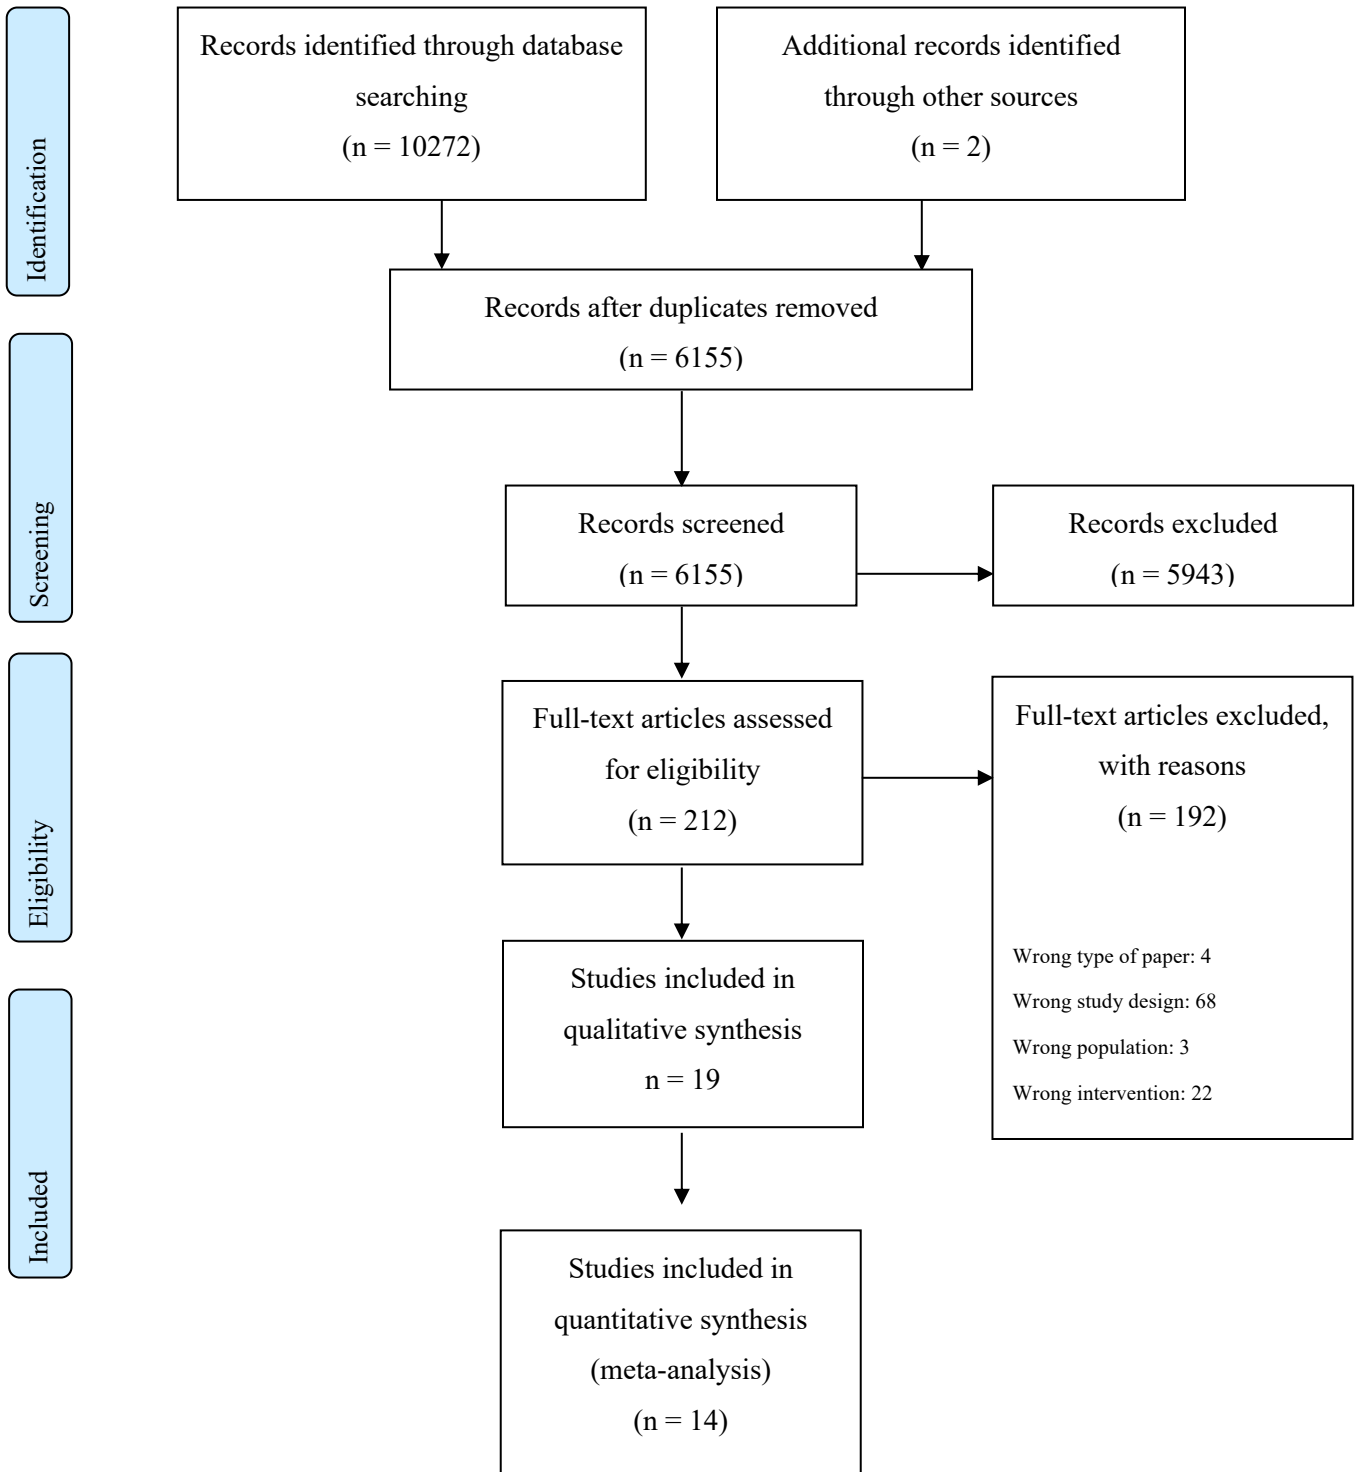 Identification
Records identified through database
searching
(n = 10272)
Additional records identified
through other sources
(n = 2)
Records after duplicates removed
(n = 6155)
Screening
Records screened
(n = 6155)
Records excluded
(n = 5943)
Eligibility
Full-text articles assessed
for eligibility
(n = 212)
Full-text articles excluded,
with reasons
(n = 192)
Wrong type of paper: 4
Wrong study design: 68
Wrong population: 3
Wrong intervention: 22
Included
Studies included in
qualitative synthesis
n = 19
Studies included in
quantitative synthesis
(meta-analysis)
(n = 14)